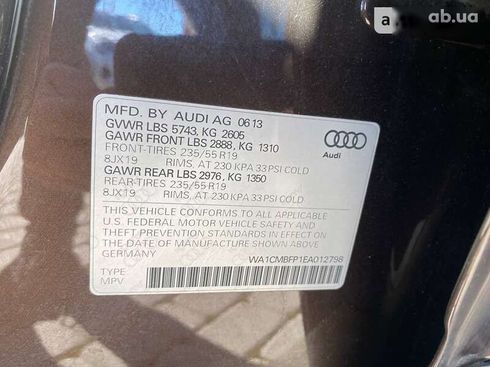 ab.ua
MFD. BY AUDI AG 0613
GVWR LBS 5743, KG 2605
GAWR FRONT LBS 2888, KG 1310
FRONT-TIRES 235/55 R19
8JX19 RIMS, AT 230 KPA 33 PSI COLD
GAWR REAR LBS 2976, KG 1350
REAR-TIRES 235/55 R19
8JX19 RIMS, AT 230 KPA 33 PSI COLD
THIS VEHICLE CONFORMS TO ALL APPLICABLE
U.S. FEDERAL MOTOR VEHICLE SAFETY AND
THEFT PREVENTION STANDARDS IN EFFECT ON
THE DATE OF MANUFACTURE SHOWN ABOVE
GERMANY
WA1CMBFP1EA012798
TYPE
MPV
Audi